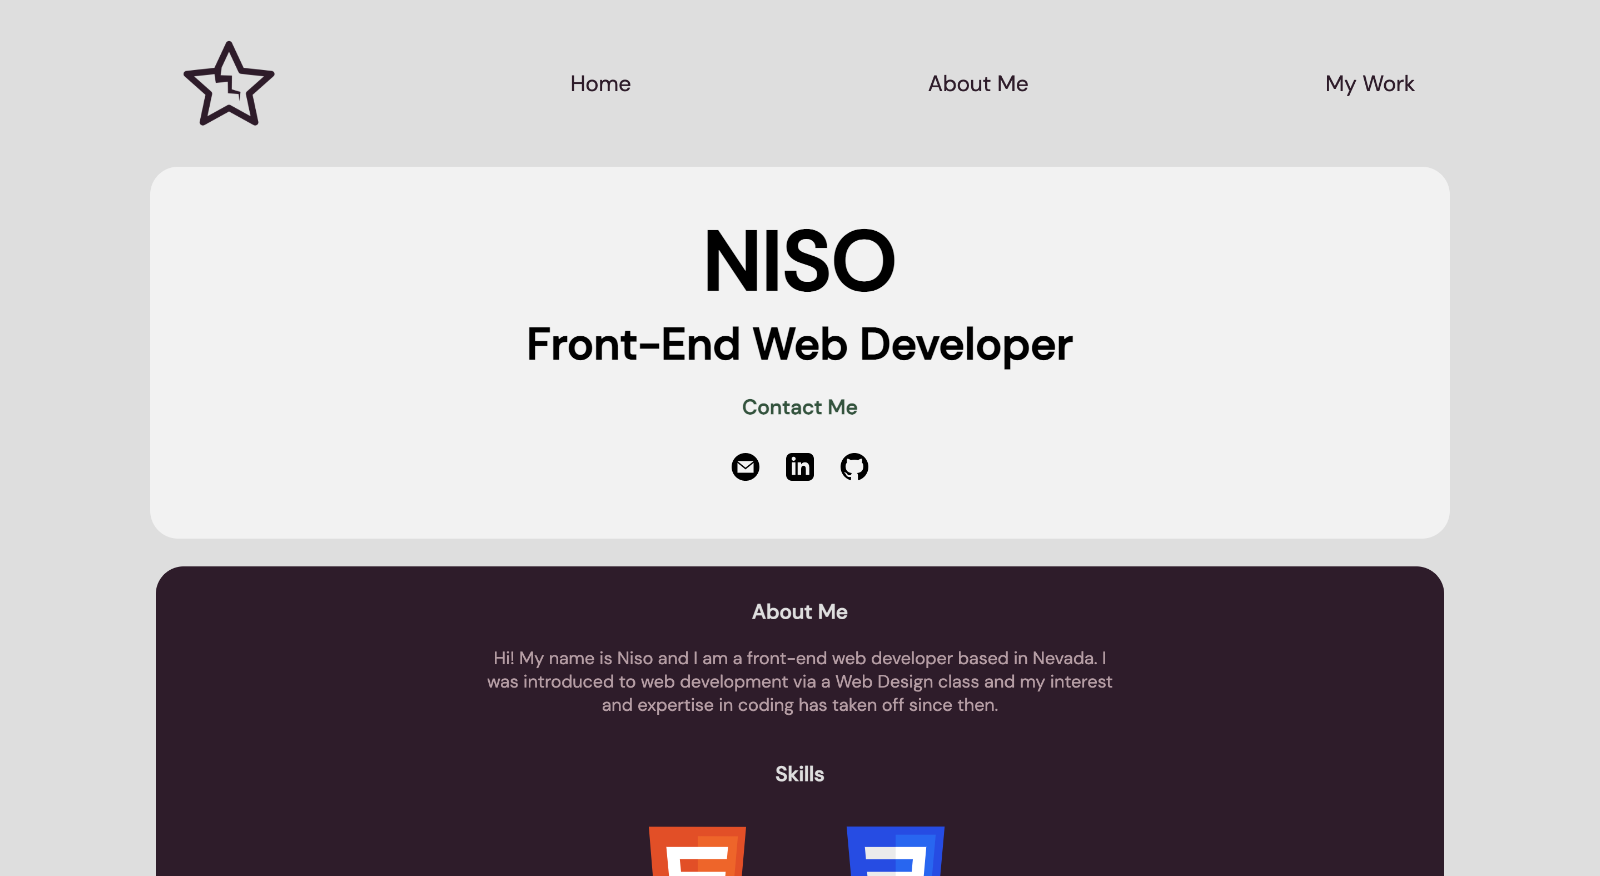 Home
About Me
My Work
NISO
Front-End Web Developer
Contact Me
in
About Me
Hi! My name is Niso and I am a front-end web developer based in Nevada. I
was introduced to web development via a Web Design class and my interest
and expertise in coding has taken off since then.
Skills